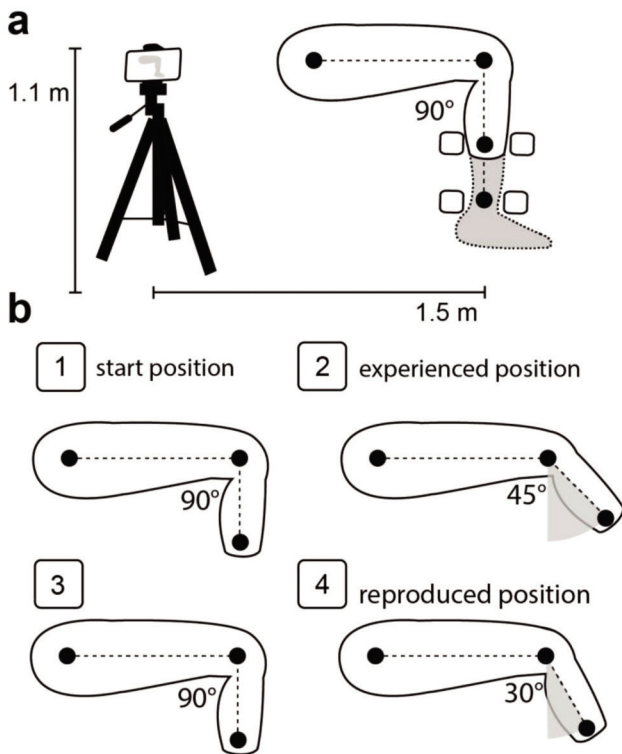 a
1.1 m
90°
1.5 m
b
1 start position
2 experienced position
90°
45°
3
4 reproduced position
90°
30°